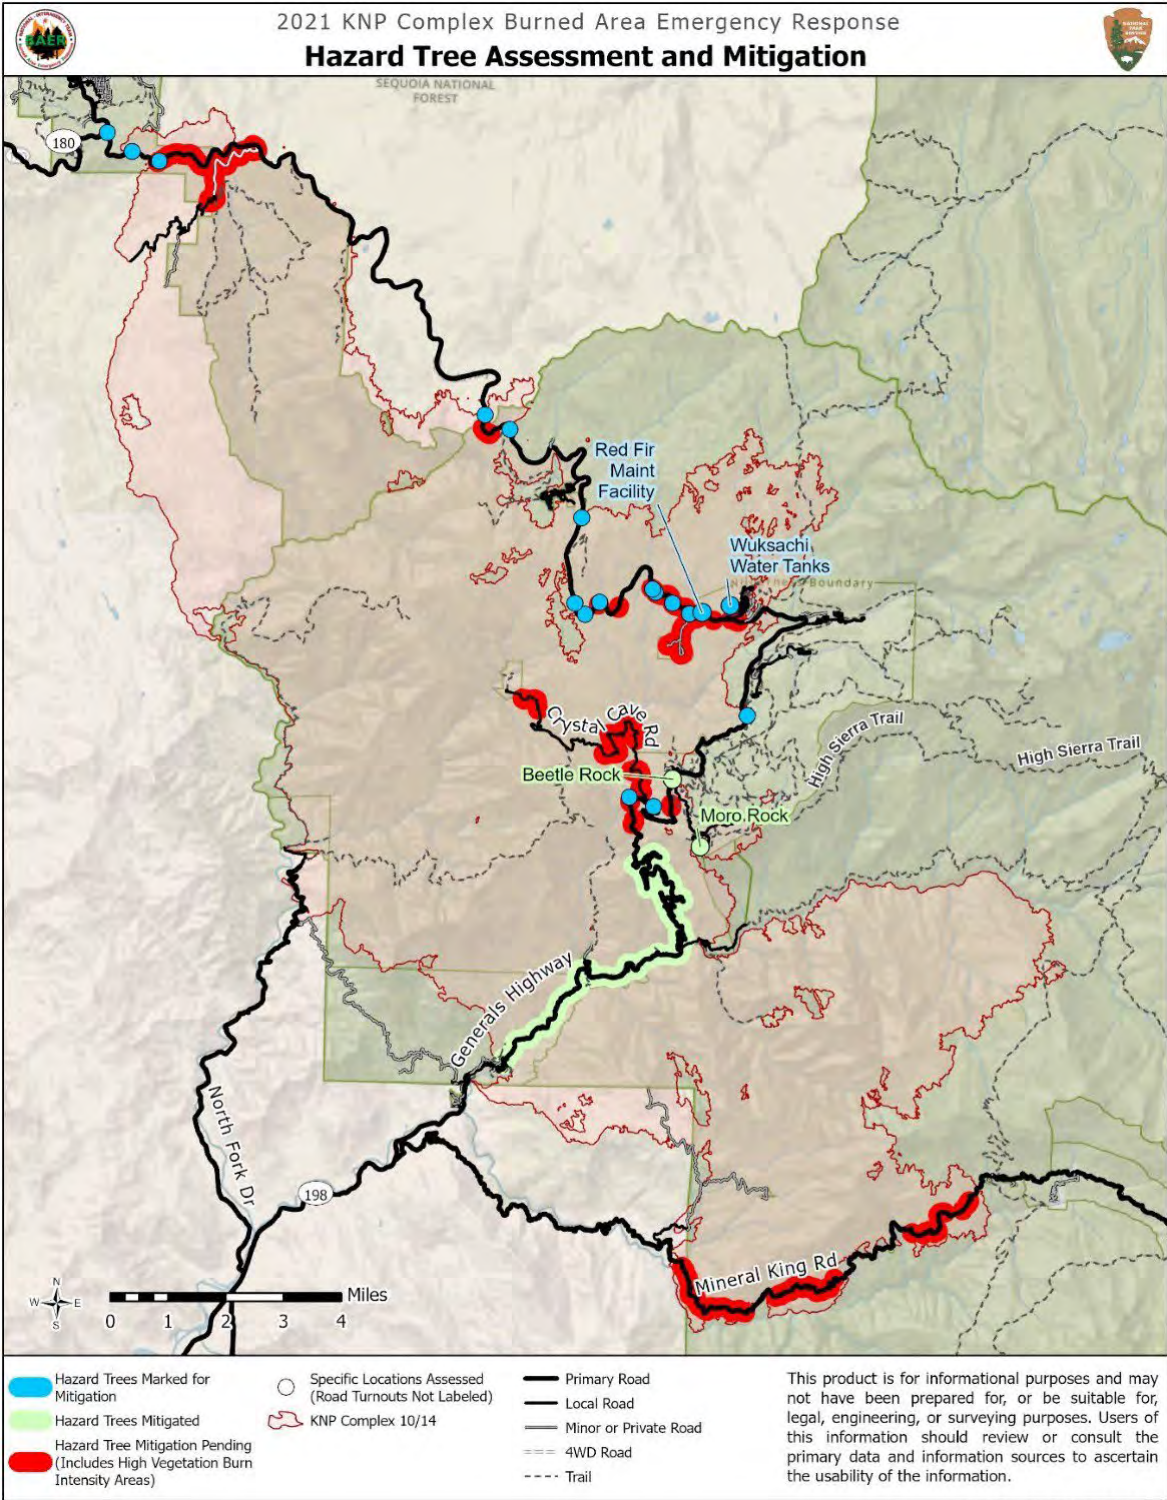 2021 KNP Complex Burned Area Emergency Response
Hazard Tree Assessment and Mitigation
BAER
NATIONAL
PARK
SERVICE
SEQUOIA NATIONAL
FOREST
180
Red Fir
Maint
Facility
Wuksachi
Water Tanks
Wilderness Boundary
Crystal Cave Rd
High Sierra Trail
High Sierra Trail
Beetle Rock
Moro Rock
Generals Highway
North Fork Dr
198
Mineral King Rd
N
W E
S
Miles
0 1 2 3 4
Hazard Trees Marked for
Mitigation
Hazard Trees Mitigated
Hazard Tree Mitigation Pending
(Includes High Vegetation Burn
Intensity Areas)
Specific Locations Assessed
(Road Turnouts Not Labeled)
KNP Complex 10/14
Primary Road
Local Road
Minor or Private Road
4WD Road
Trail
This product is for informational purposes and may
not have been prepared for, or be suitable for,
legal, engineering, or surveying purposes. Users of
this information should review or consult the
primary data and information sources to ascertain
the usability of the information.